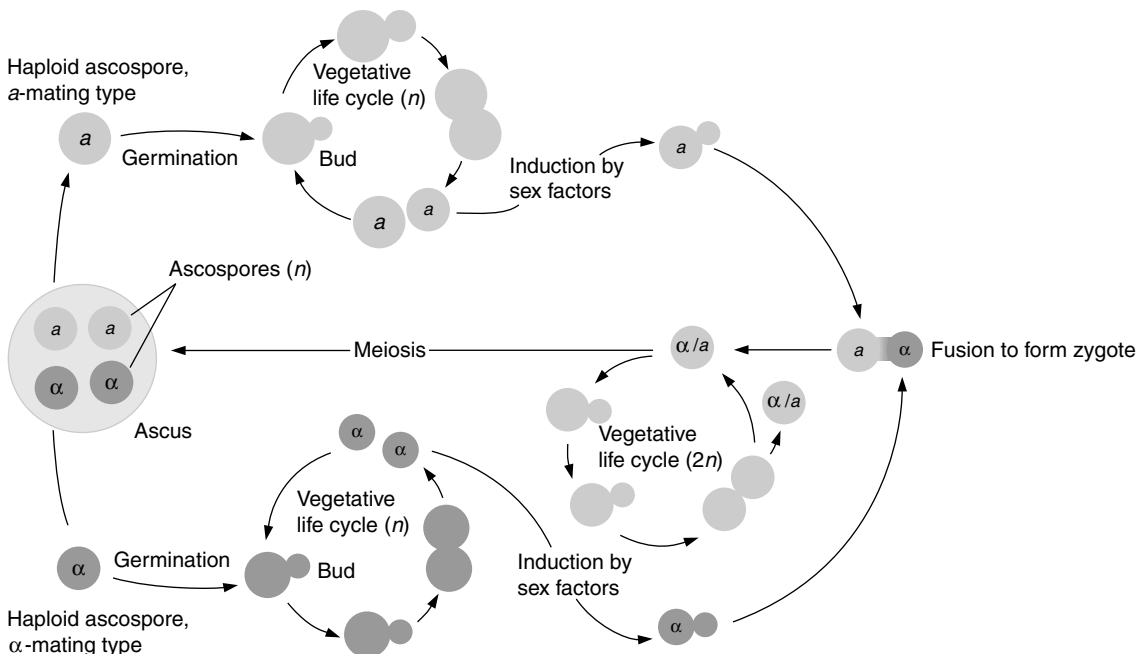 Haploid ascospore,
a-mating type
a
Germination
Bud
Vegetative
life cycle (n)
a
a
Induction by
sex factors
a
Ascospores (n)
a
a
α
α
Ascus
Meiosis
α/a
a
α
Fusion to form zygote
α/a
Vegetative
life cycle (2n)
α
α
Vegetative
life cycle (n)
α
Germination
Bud
Induction by
sex factors
α
Haploid ascospore,
α-mating type